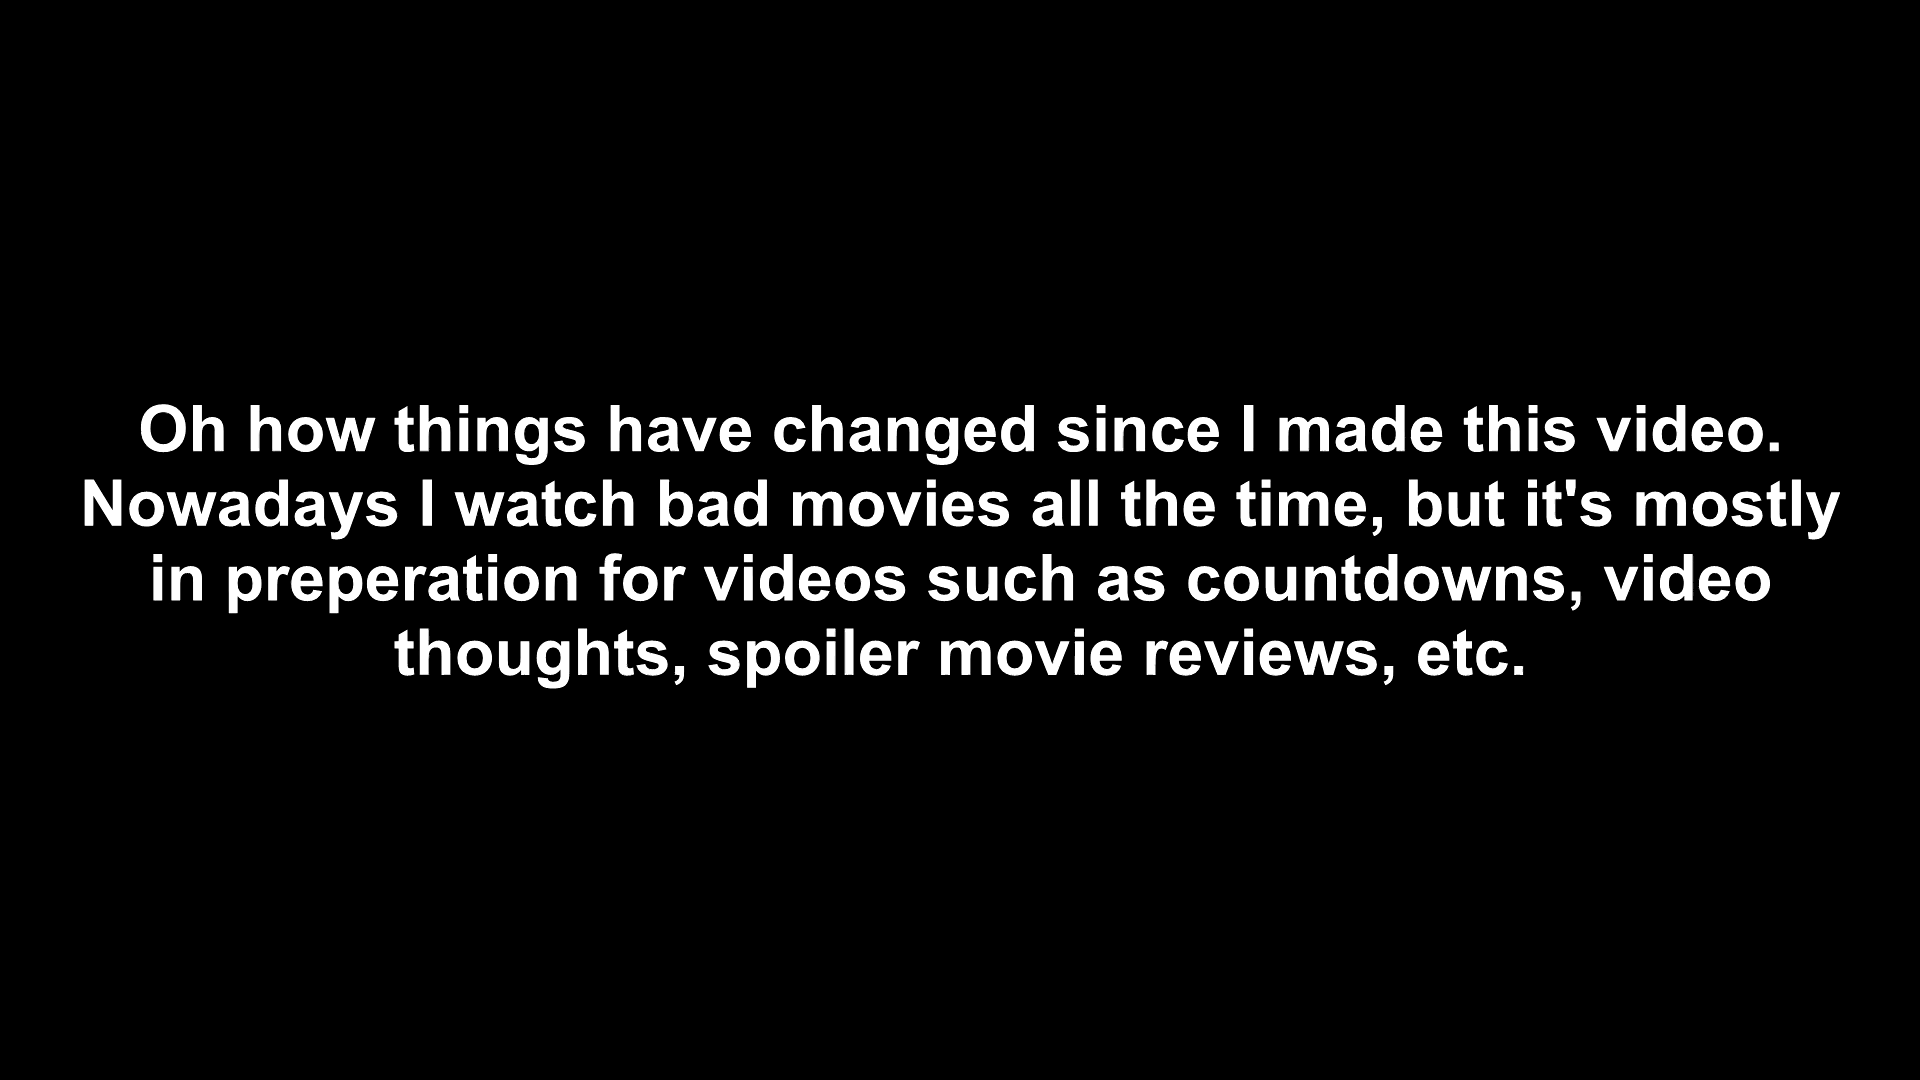 Oh how things have changed since I made this video.
Nowadays I watch bad movies all the time, but it's mostly
in preperation for videos such as countdowns, video
thoughts, spoiler movie reviews, etc.